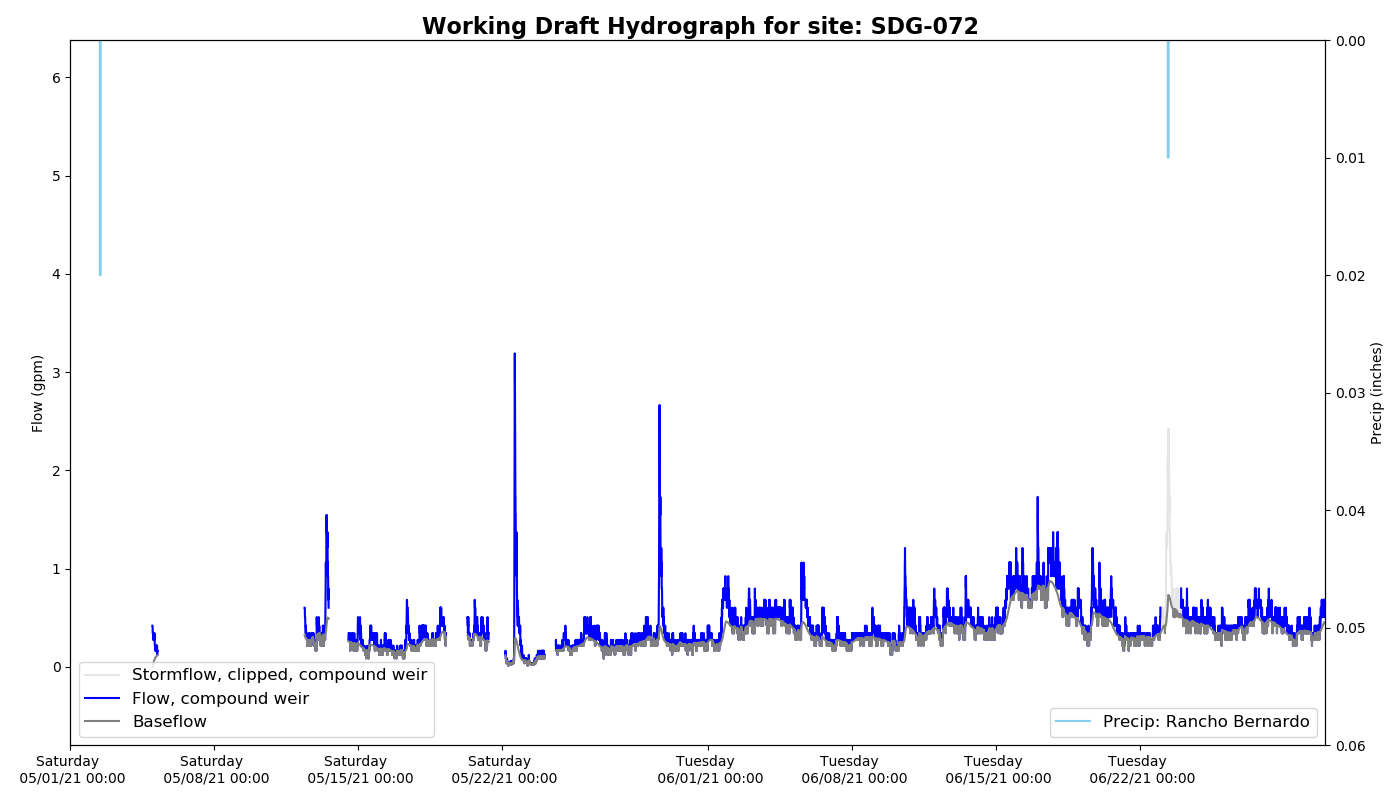 Working Draft Hydrograph for site: SDG-072
6
5
4
3
2
1
0
Flow (gpm)
0.00
0.01
0.02
0.03
0.04
0.05
0.06
Precip (inches)
Stormflow, clipped, compound weir
Flow, compound weir
Baseflow
Precip: Rancho Bernardo
Saturday
05/01/21 00:00
Saturday
05/08/21 00:00
Saturday
05/15/21 00:00
Saturday
05/22/21 00:00
Tuesday
06/01/21 00:00
Tuesday
06/08/21 00:00
Tuesday
06/15/21 00:00
Tuesday
06/22/21 00:00